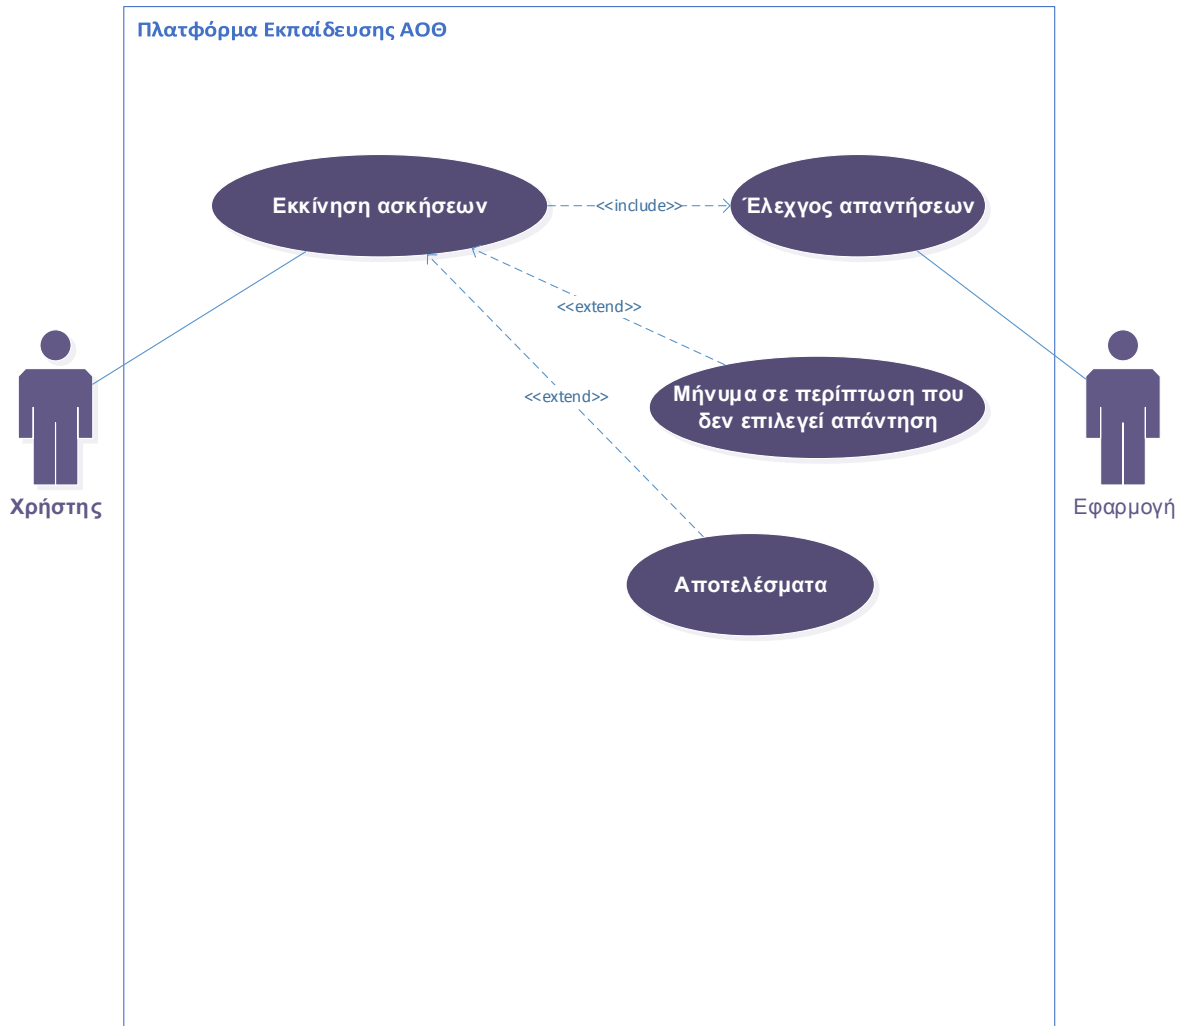 Πλατφόρμα Εκπαίδευσης ΑΟΘ
Εκκίνηση ασκήσεων
<<include>>
Έλεγχος απαντήσεων
<<extend>>
<<extend>>
Μήνυμα σε περίπτωση που
δεν επιλεγεί απάντηση
Χρήστης
Εφαρμογή
Αποτελέσματα